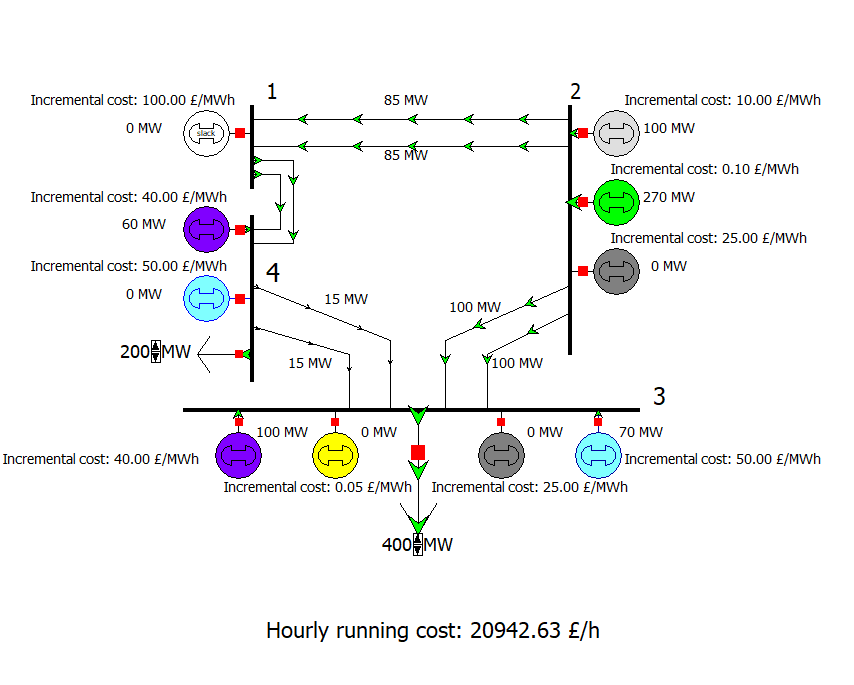 1
2
Incremental cost: 100.00 £/MWh
85 MW
Incremental cost: 10.00 £/MWh
0 MW
slack
100 MW
85 MW
Incremental cost: 0.10 £/MWh
Incremental cost: 40.00 £/MWh
270 MW
60 MW
Incremental cost: 25.00 £/MWh
Incremental cost: 50.00 £/MWh
4
0 MW
0 MW
15 MW
100 MW
200 MW
15 MW
100 MW
3
100 MW
0 MW
0 MW
70 MW
Incremental cost: 40.00 £/MWh
Incremental cost: 50.00 £/MWh
Incremental cost: 0.05 £/MWh
Incremental cost: 25.00 £/MWh
400 MW
Hourly running cost: 20942.63 £/h